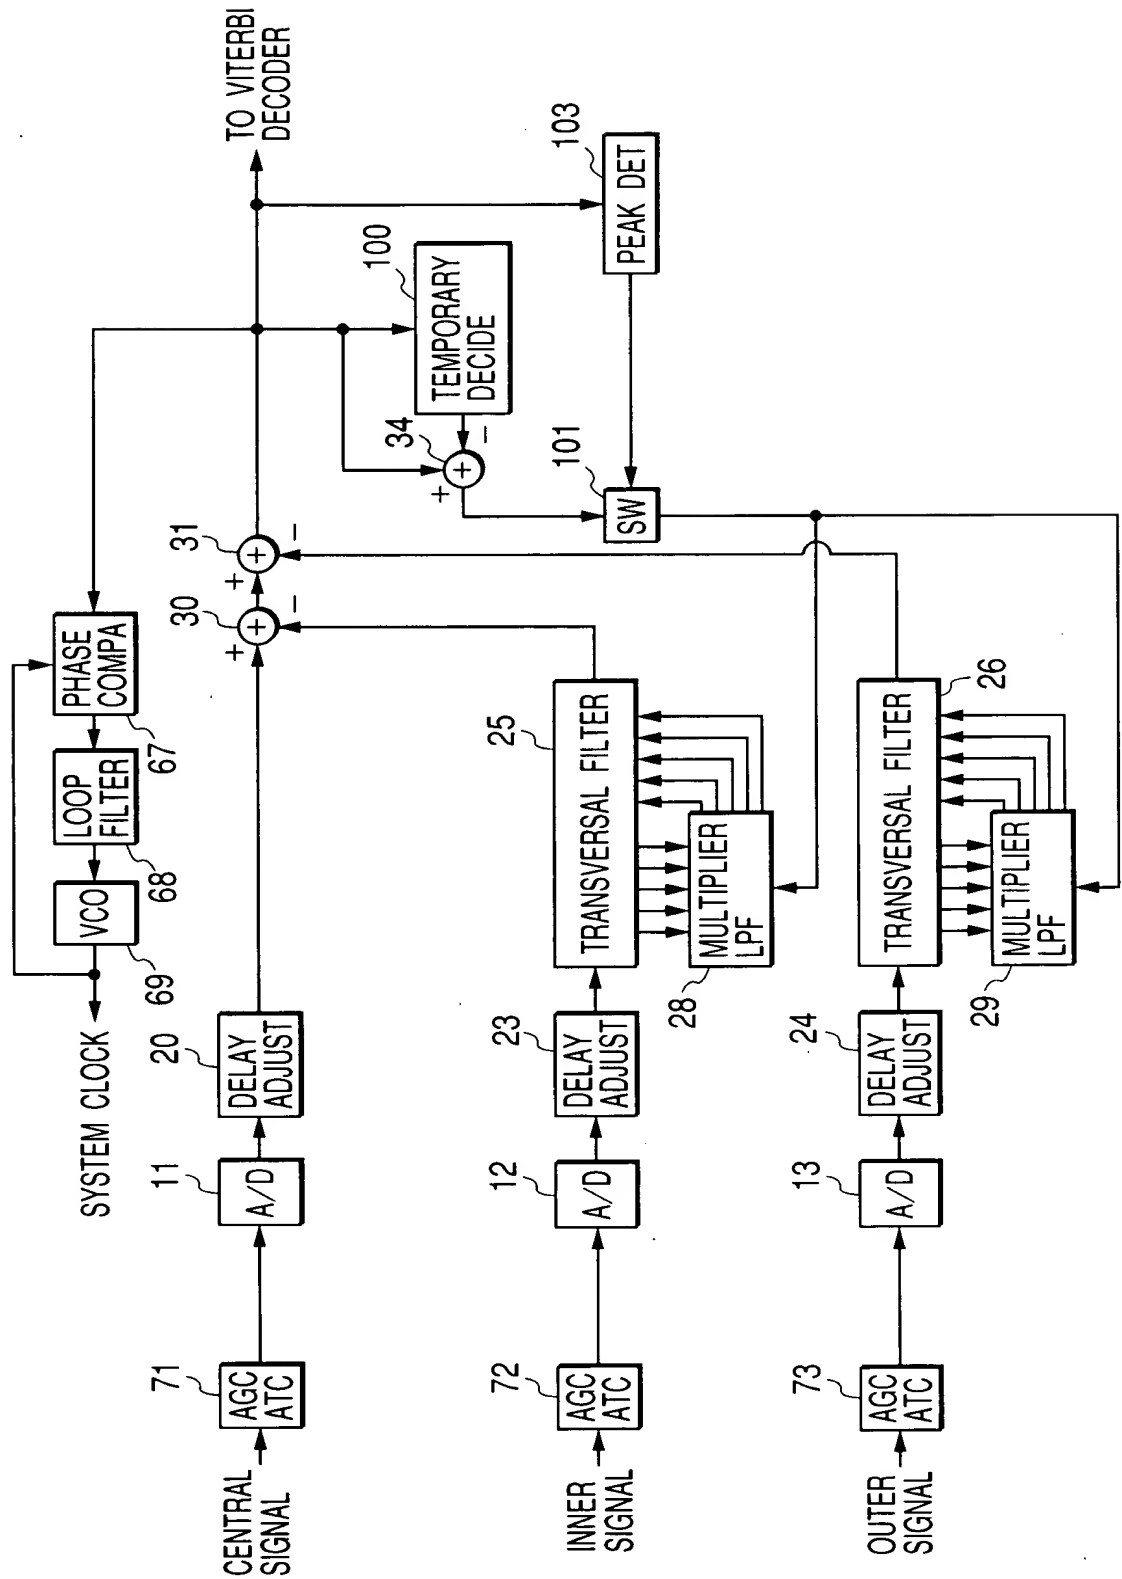 SYSTEM CLOCK
69
VCO
68
LOOP
FILTER
67
PHASE
COMPA
CENTRAL
SIGNAL
71
AGC
ATC
11
A/D
20
DELAY
ADJUST
30
+
+
−
31
+
+
−
TO VITERBI
DECODER
34
+
+
−
100
TEMPORARY
DECIDE
101
SW
103
PEAK DET
INNER
SIGNAL
72
AGC
ATC
12
A/D
23
DELAY
ADJUST
25
TRANSVERSAL FILTER
28
MULTIPLIER
LPF
OUTER
SIGNAL
73
AGC
ATC
13
A/D
24
DELAY
ADJUST
26
TRANSVERSAL FILTER
29
MULTIPLIER
LPF